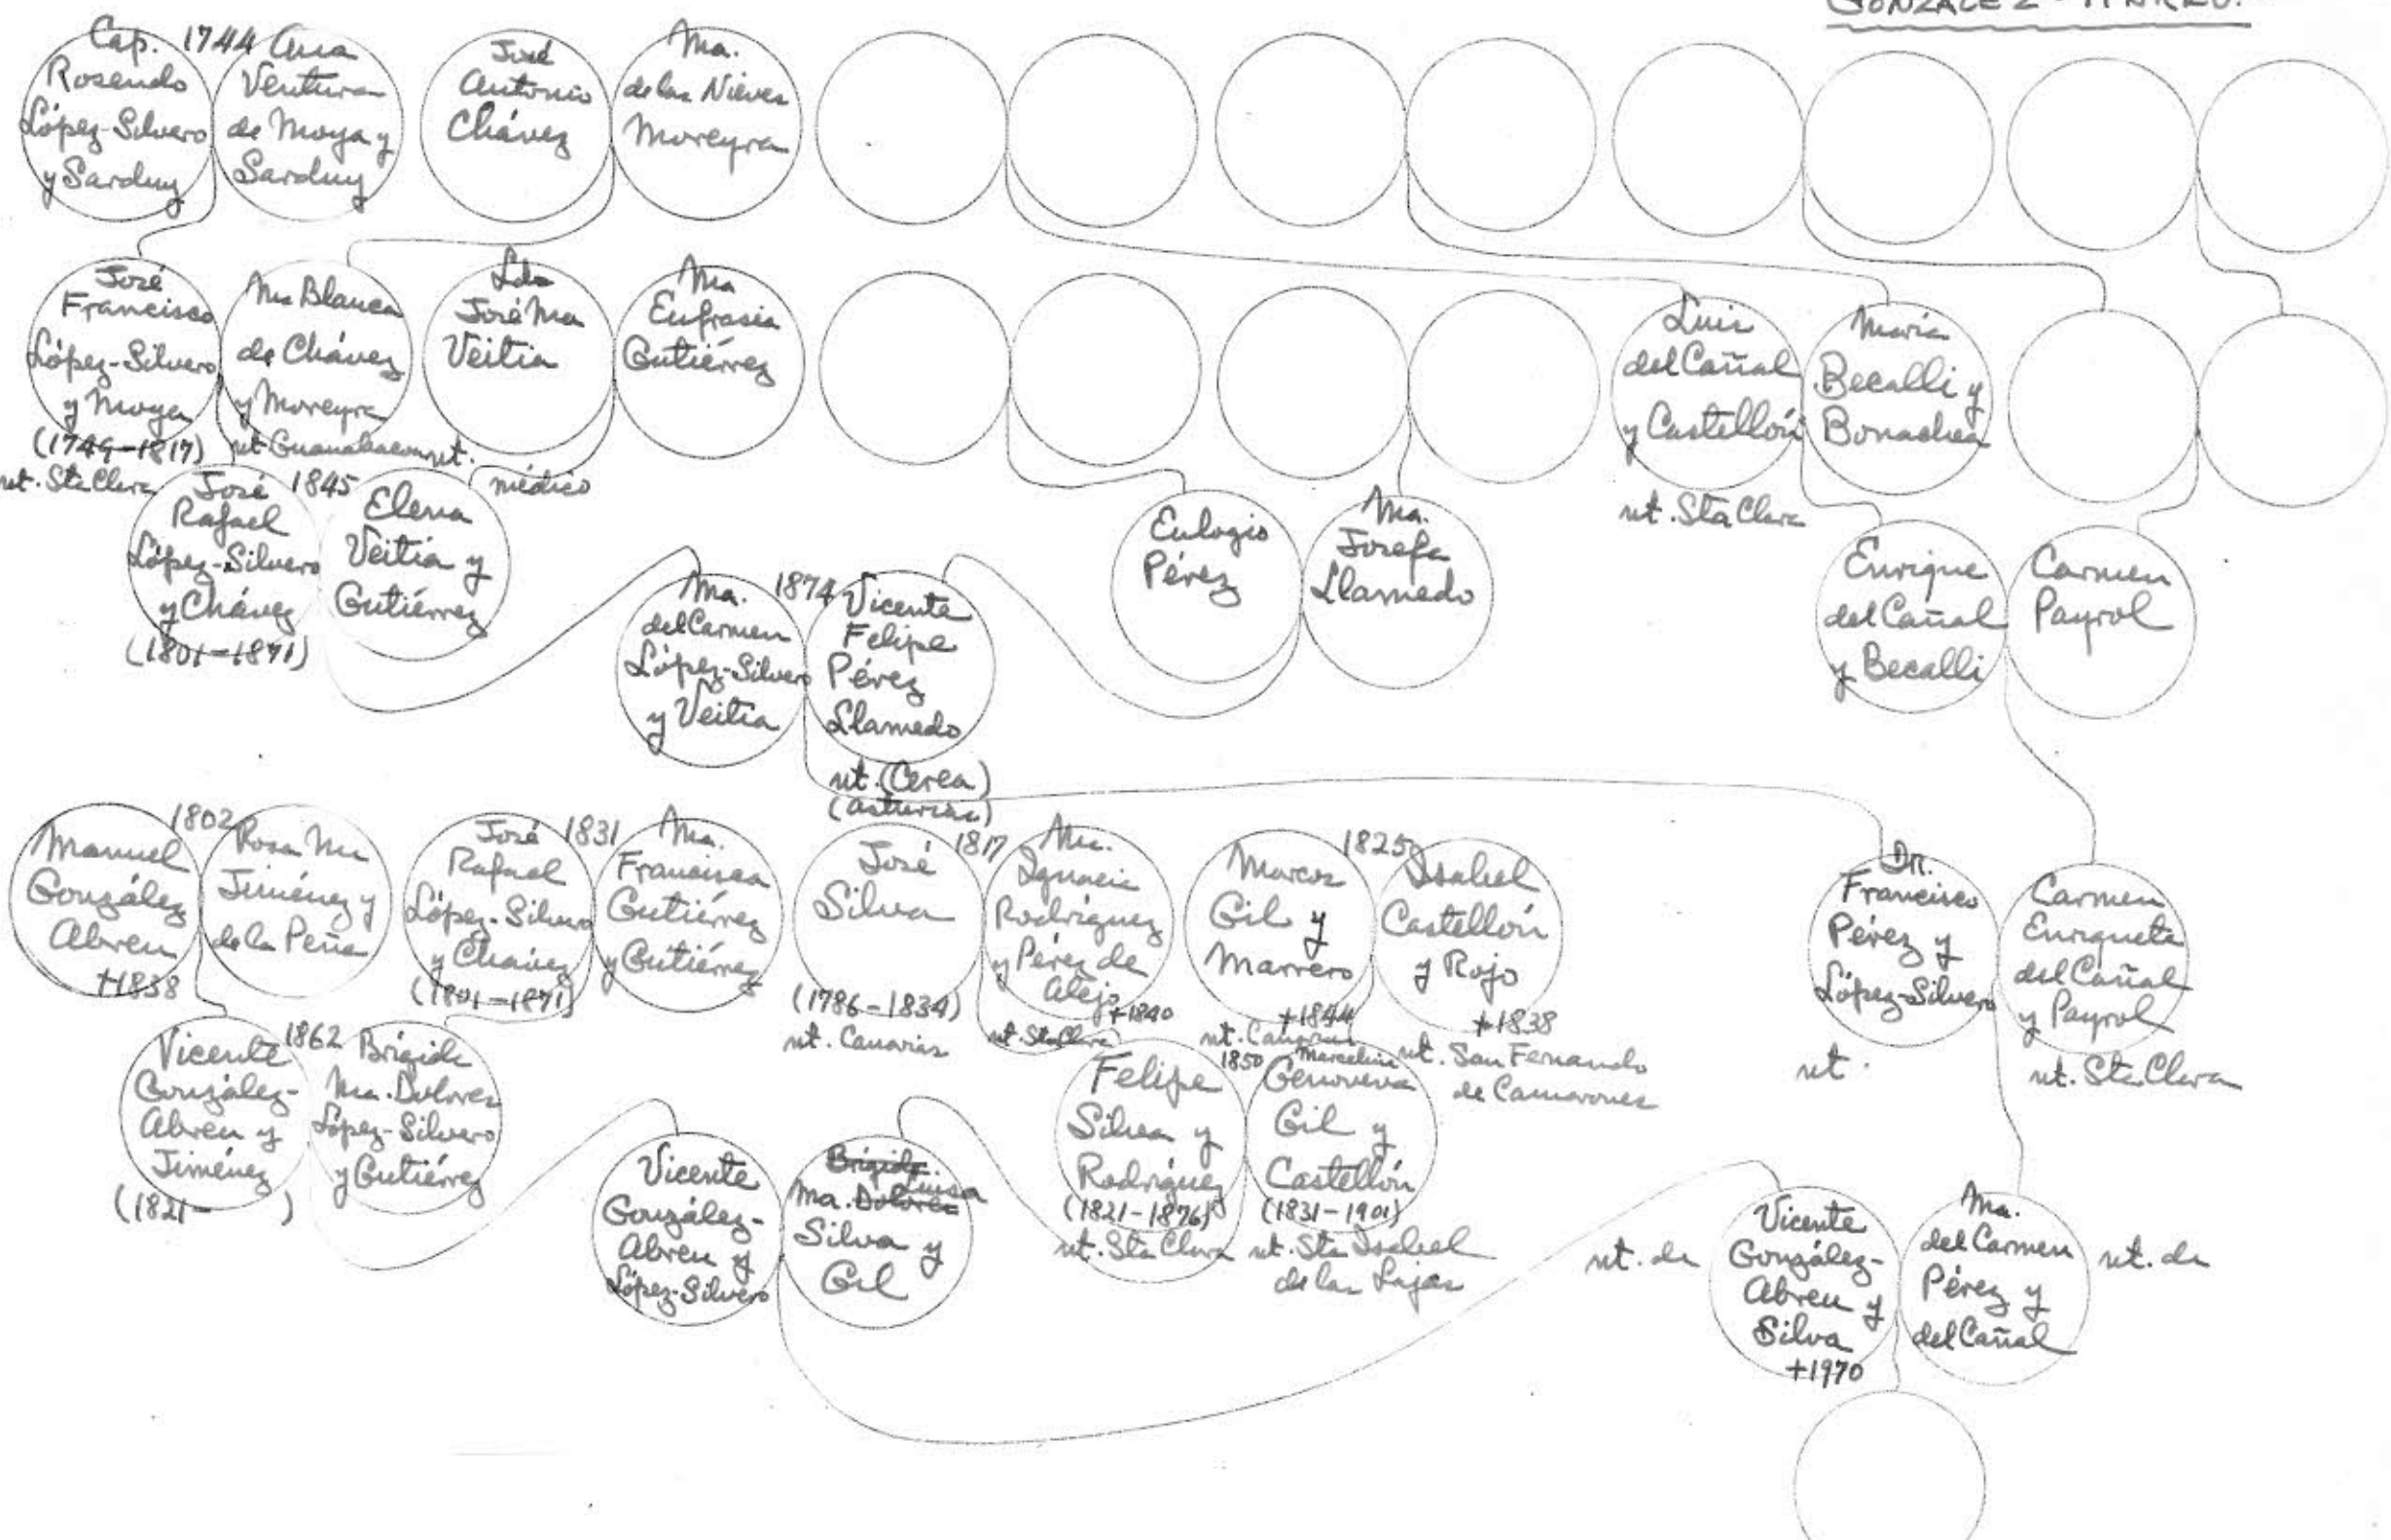 GONZALEZ - ABREU.
Cap.
Rosendo
López-Silvero
y Sarduy
1744
Ana
Ventura
de Moya y
Sarduy
José
Antonio
Chávez
Ma.
de las Nieves
Moreyra
José
Francisco
López-Silvero
y Moya
(1749-1817)
nt. Sta Clara
Ma Blanca
de Chávez
y Moreyra
nt Guanabacoa
Ldo
José Ma
Veitia
nt.
médico
Ma
Eufrasia
Gutiérrez
Luis
del Cañal
y Castellón
nt. Sta Clara
María
Becalli y
Bonachea
José
Rafael
López-Silvero
y Chávez
(1801-1871)
1845
Elena
Veitia y
Gutiérrez
Eulogio
Pérez
Ma.
Josefa
Llamedo
Enrique
del Cañal
y Becalli
Carmen
Payrol
Ma.
del Carmen
López-Silvero
y Veitia
1874
Vicente
Felipe
Pérez
Llamedo
nt. (Cerea)
(Asturias)
Manuel
González
Abreu
+1838
1802
Rosa Ma
Jiménez y
de la Peña
José
Rafael
López-Silvero
y Chávez
(1801-1871)
1831
Ma.
Francisca
Gutiérrez
y Gutiérrez
José
Silva
(1786-1834)
nt. Canarias
1817
Ma.
Ignacia
Rodríguez
y Pérez de
Alejo
+1840
nt. Sta Clara
Marcos
Gil y
Marrero
+1844
nt. Canarias
1825
Isabel
Castellón
y Rojo
+1838
nt. San Fernando
de Camarones
Dr.
Francisco
Pérez y
López-Silvero
nt.
Carmen
Enriqueta
del Cañal
y Payrol
nt. Sta Clara
Vicente
González-
Abreu y
Jiménez
(1821- )
1862
Brígida
Ma. Dolores
López-Silvero
y Gutiérrez
Felipe
Silva y
Rodríguez
(1821-1876)
nt. Sta Clara
1850
Marcelina
Genoveva
Gil y
Castellón
(1831-1901)
nt. Sta Isabel
de las Lajas
Vicente
González-
Abreu y
López-Silvero
Brígida
Luisa
Ma. Dolores
Silva y
Gil
nt. de
Vicente
González-
Abreu y
Silva
+1970
Ma.
del Carmen
Pérez y
del Cañal
nt. de